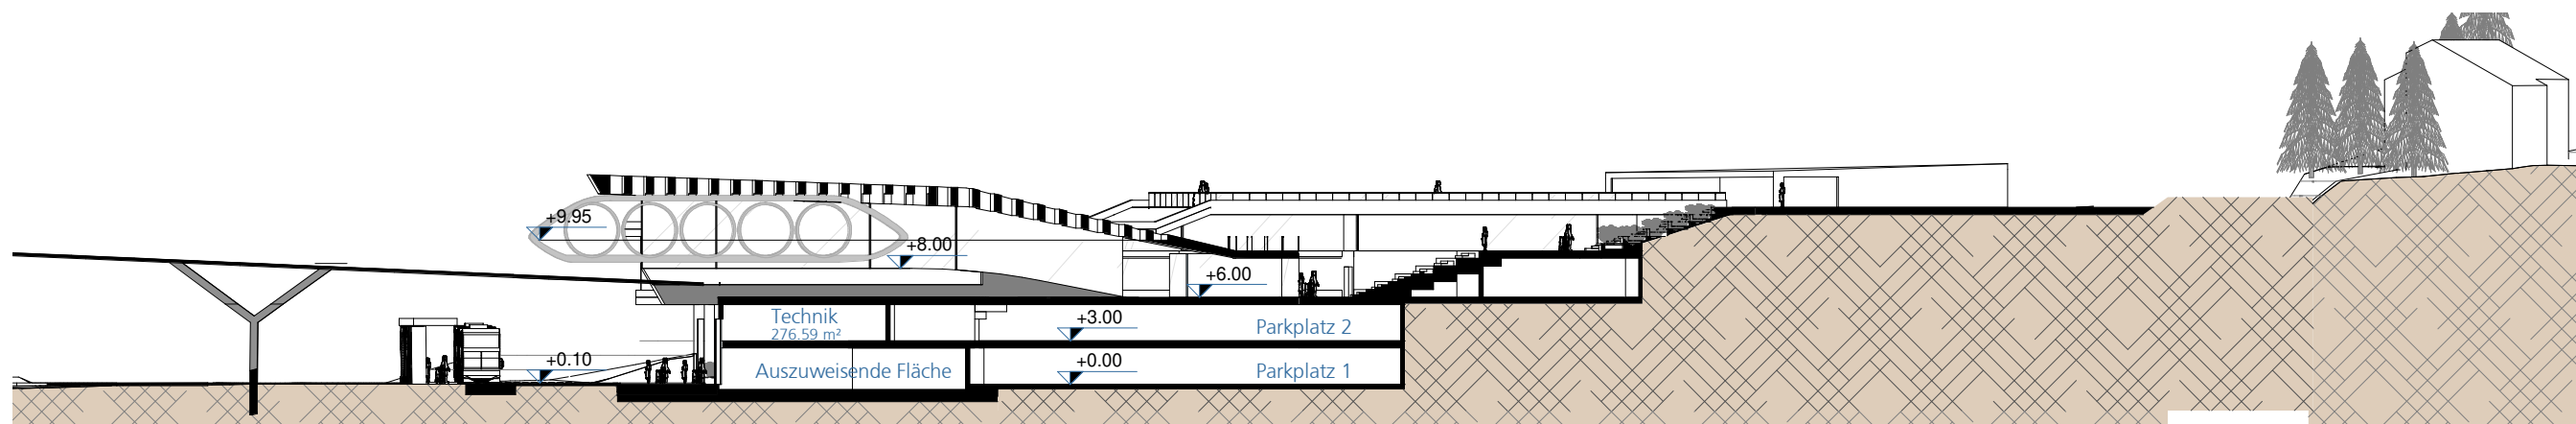 +9.95
+8.00
+6.00
Technik
276.59 m²
+3.00
Parkplatz 2
+0.10
Auszuweisende Fläche
+0.00
Parkplatz 1